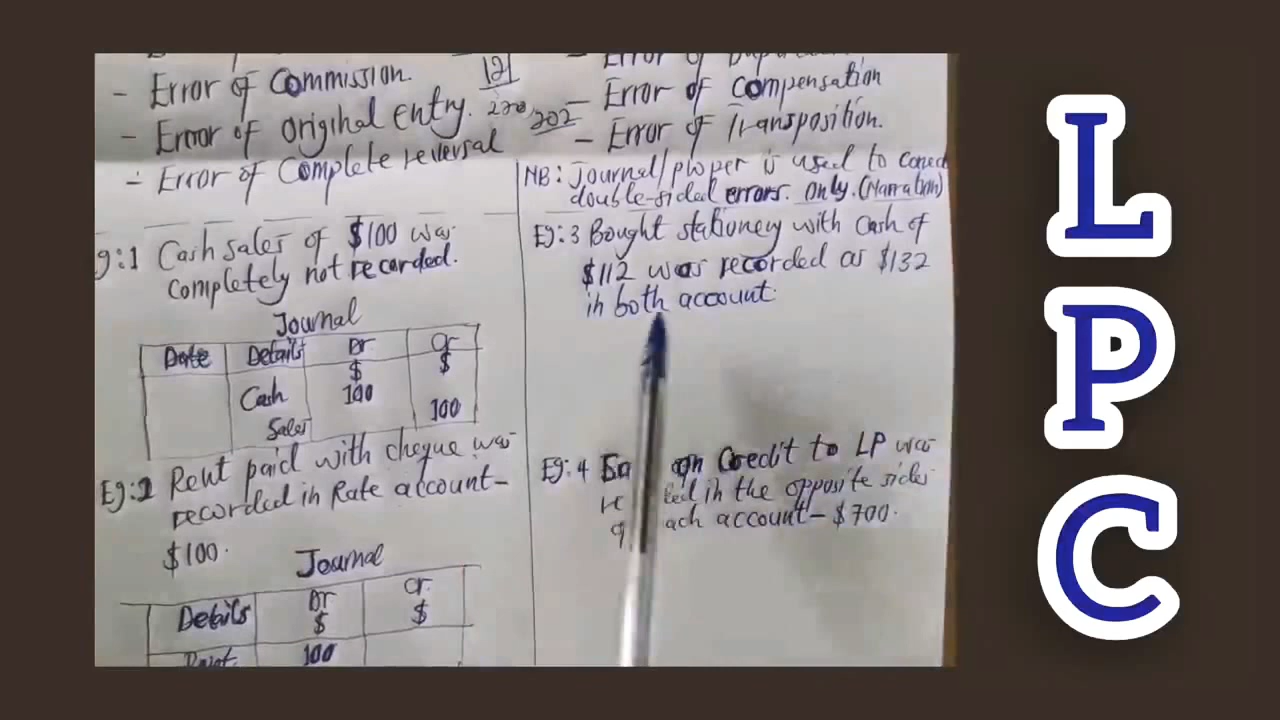 - Error of Commission.
- Error of Original entry.
- Error of Complete reversal
121
202
- Error of Compensation
- Error of Transposition.
NB: Journal/proper is used to
double-sided errors. only. (Narration)
g:1 Cash sales of $100 was
completely not recorded.
Journal
Date Details Dr Cr
$ $
Cash 100
Sales 100
Eg:2 Rent paid with cheque was
recorded in Rate account-
$100.
Journal
Details Dr Cr.
$ $
100
Eg:3 Bought stationey with Cash of
$112 was recorded as $132
in both account.
Eg:4 on Credit to LP was
in the opposite sides
account- $700.
L
P
C